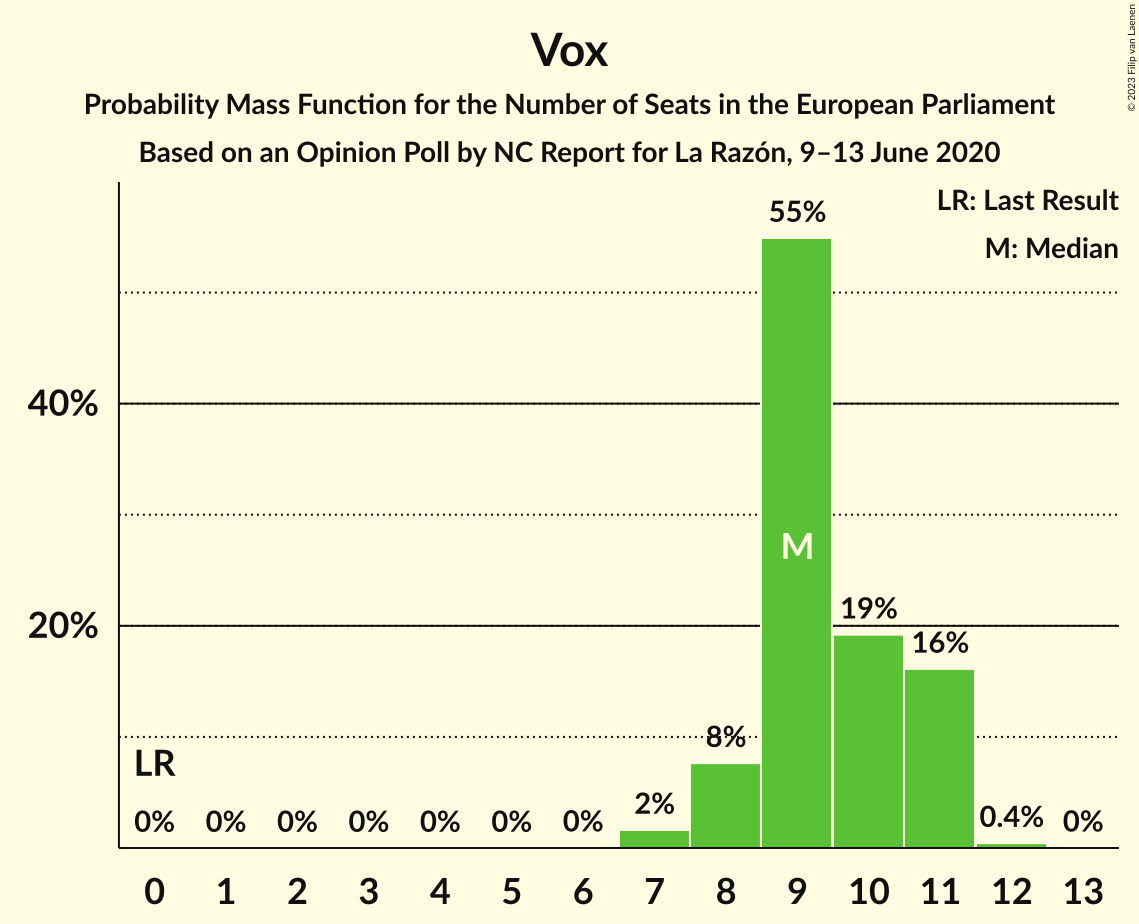 Vox
Probability Mass Function for the Number of Seats in the European Parliament
Based on an Opinion Poll by NC Report for La Razón, 9–13 June 2020
© 2023 Filip van Laenen
LR: Last Result
M: Median
55%
40%
M
20%
19%
16%
8%
LR
2%
0% 0% 0% 0% 0% 0% 0% 0.4% 0%
0 1 2 3 4 5 6 7 8 9 10 11 12 13